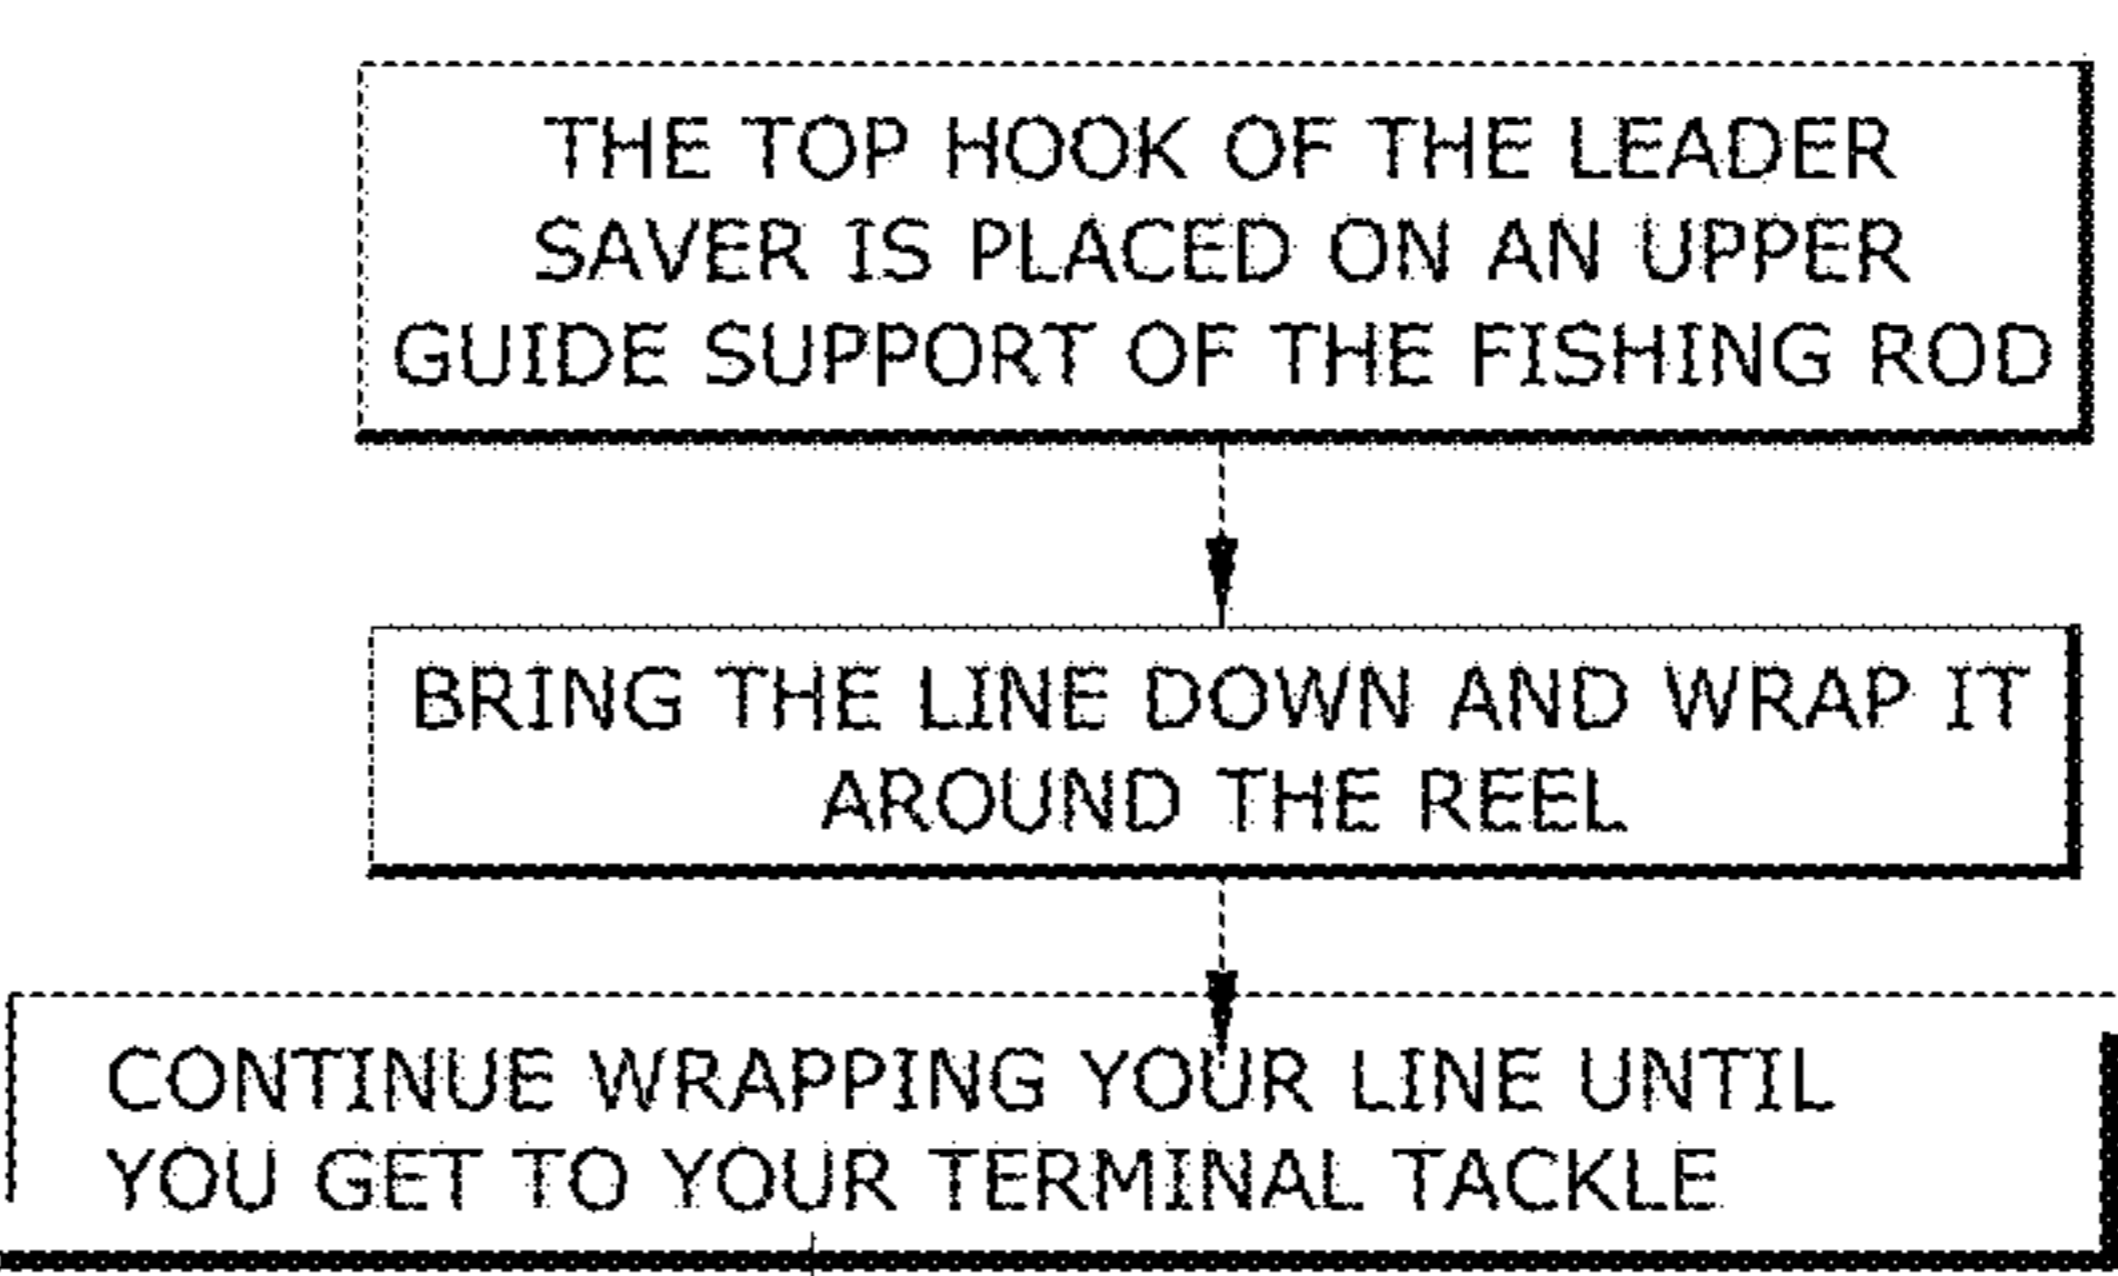 THE TOP HOOK OF THE LEADER
SAVER IS PLACED ON AN UPPER
GUIDE SUPPORT OF THE FISHING ROD
BRING THE LINE DOWN AND WRAP IT
AROUND THE REEL
CONTINUE WRAPPING YOUR LINE UNTIL
YOU GET TO YOUR TERMINAL TACKLE